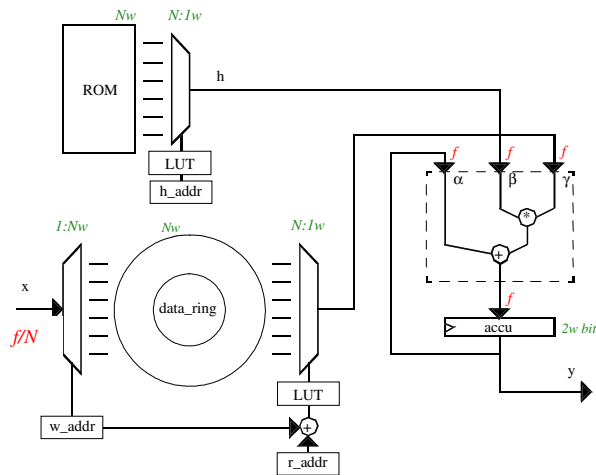 Nw
N:1w
ROM
h
LUT
h_addr
f
f
f
α
β
γ
*
+
1:Nw
Nw
N:1w
x
data_ring
f/N
f
accu
2w bit
LUT
y
w_addr
+
r_addr